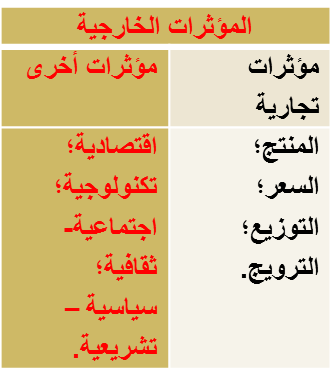 المؤثرات الخارجية
مؤثرات
تجارية
مؤثرات أخرى
المنتج؛
السعر؛
التوزيع؛
الترويج.
اقتصادية؛
تكنولوجية؛
اجتماعية-
ثقافية؛
سياسية –
تشريعية.